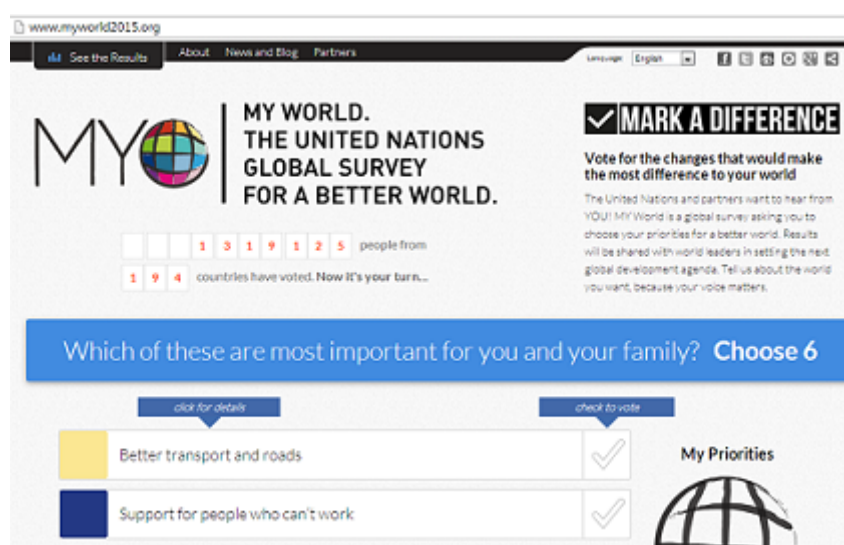 www.myworld2015.org
See the Results About News and Blog Partners
Language: English
MY
MY WORLD.
THE UNITED NATIONS
GLOBAL SURVEY
FOR A BETTER WORLD.
1 3 1 9 1 2 5 people from
1 9 4 countries have voted. Now it's your turn...
MARK A DIFFERENCE
Vote for the changes that would make
the most difference to your world
The United Nations and partners want to hear from
YOU! MY World is a global survey asking you to
choose your priorities for a better world. Results
will be shared with world leaders in setting the next
global development agenda. Tell us about the world
you want, because your voice matters.
Which of these are most important for you and your family? Choose 6
click for details
check to vote
Better transport and roads
Support for people who can't work
My Priorities